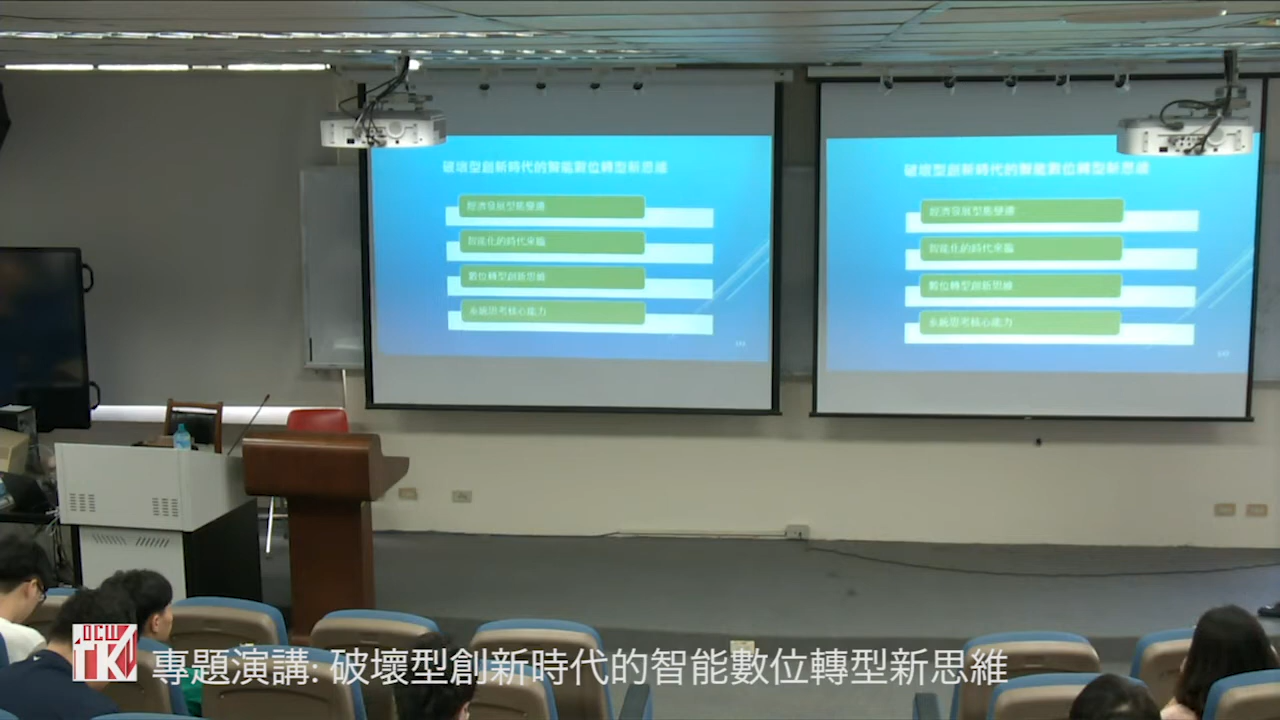 破壞型創新時代的智能數位轉型新思維
經濟發展型態變遷
智能化的時代來臨
數位轉型創新思維
系統思考核心能力
破壞型創新時代的智能數位轉型新思維
經濟發展型態變遷
智能化的時代來臨
數位轉型創新思維
系統思考核心能力
OCW
TKU
專題演講: 破壞型創新時代的智能數位轉型新思維